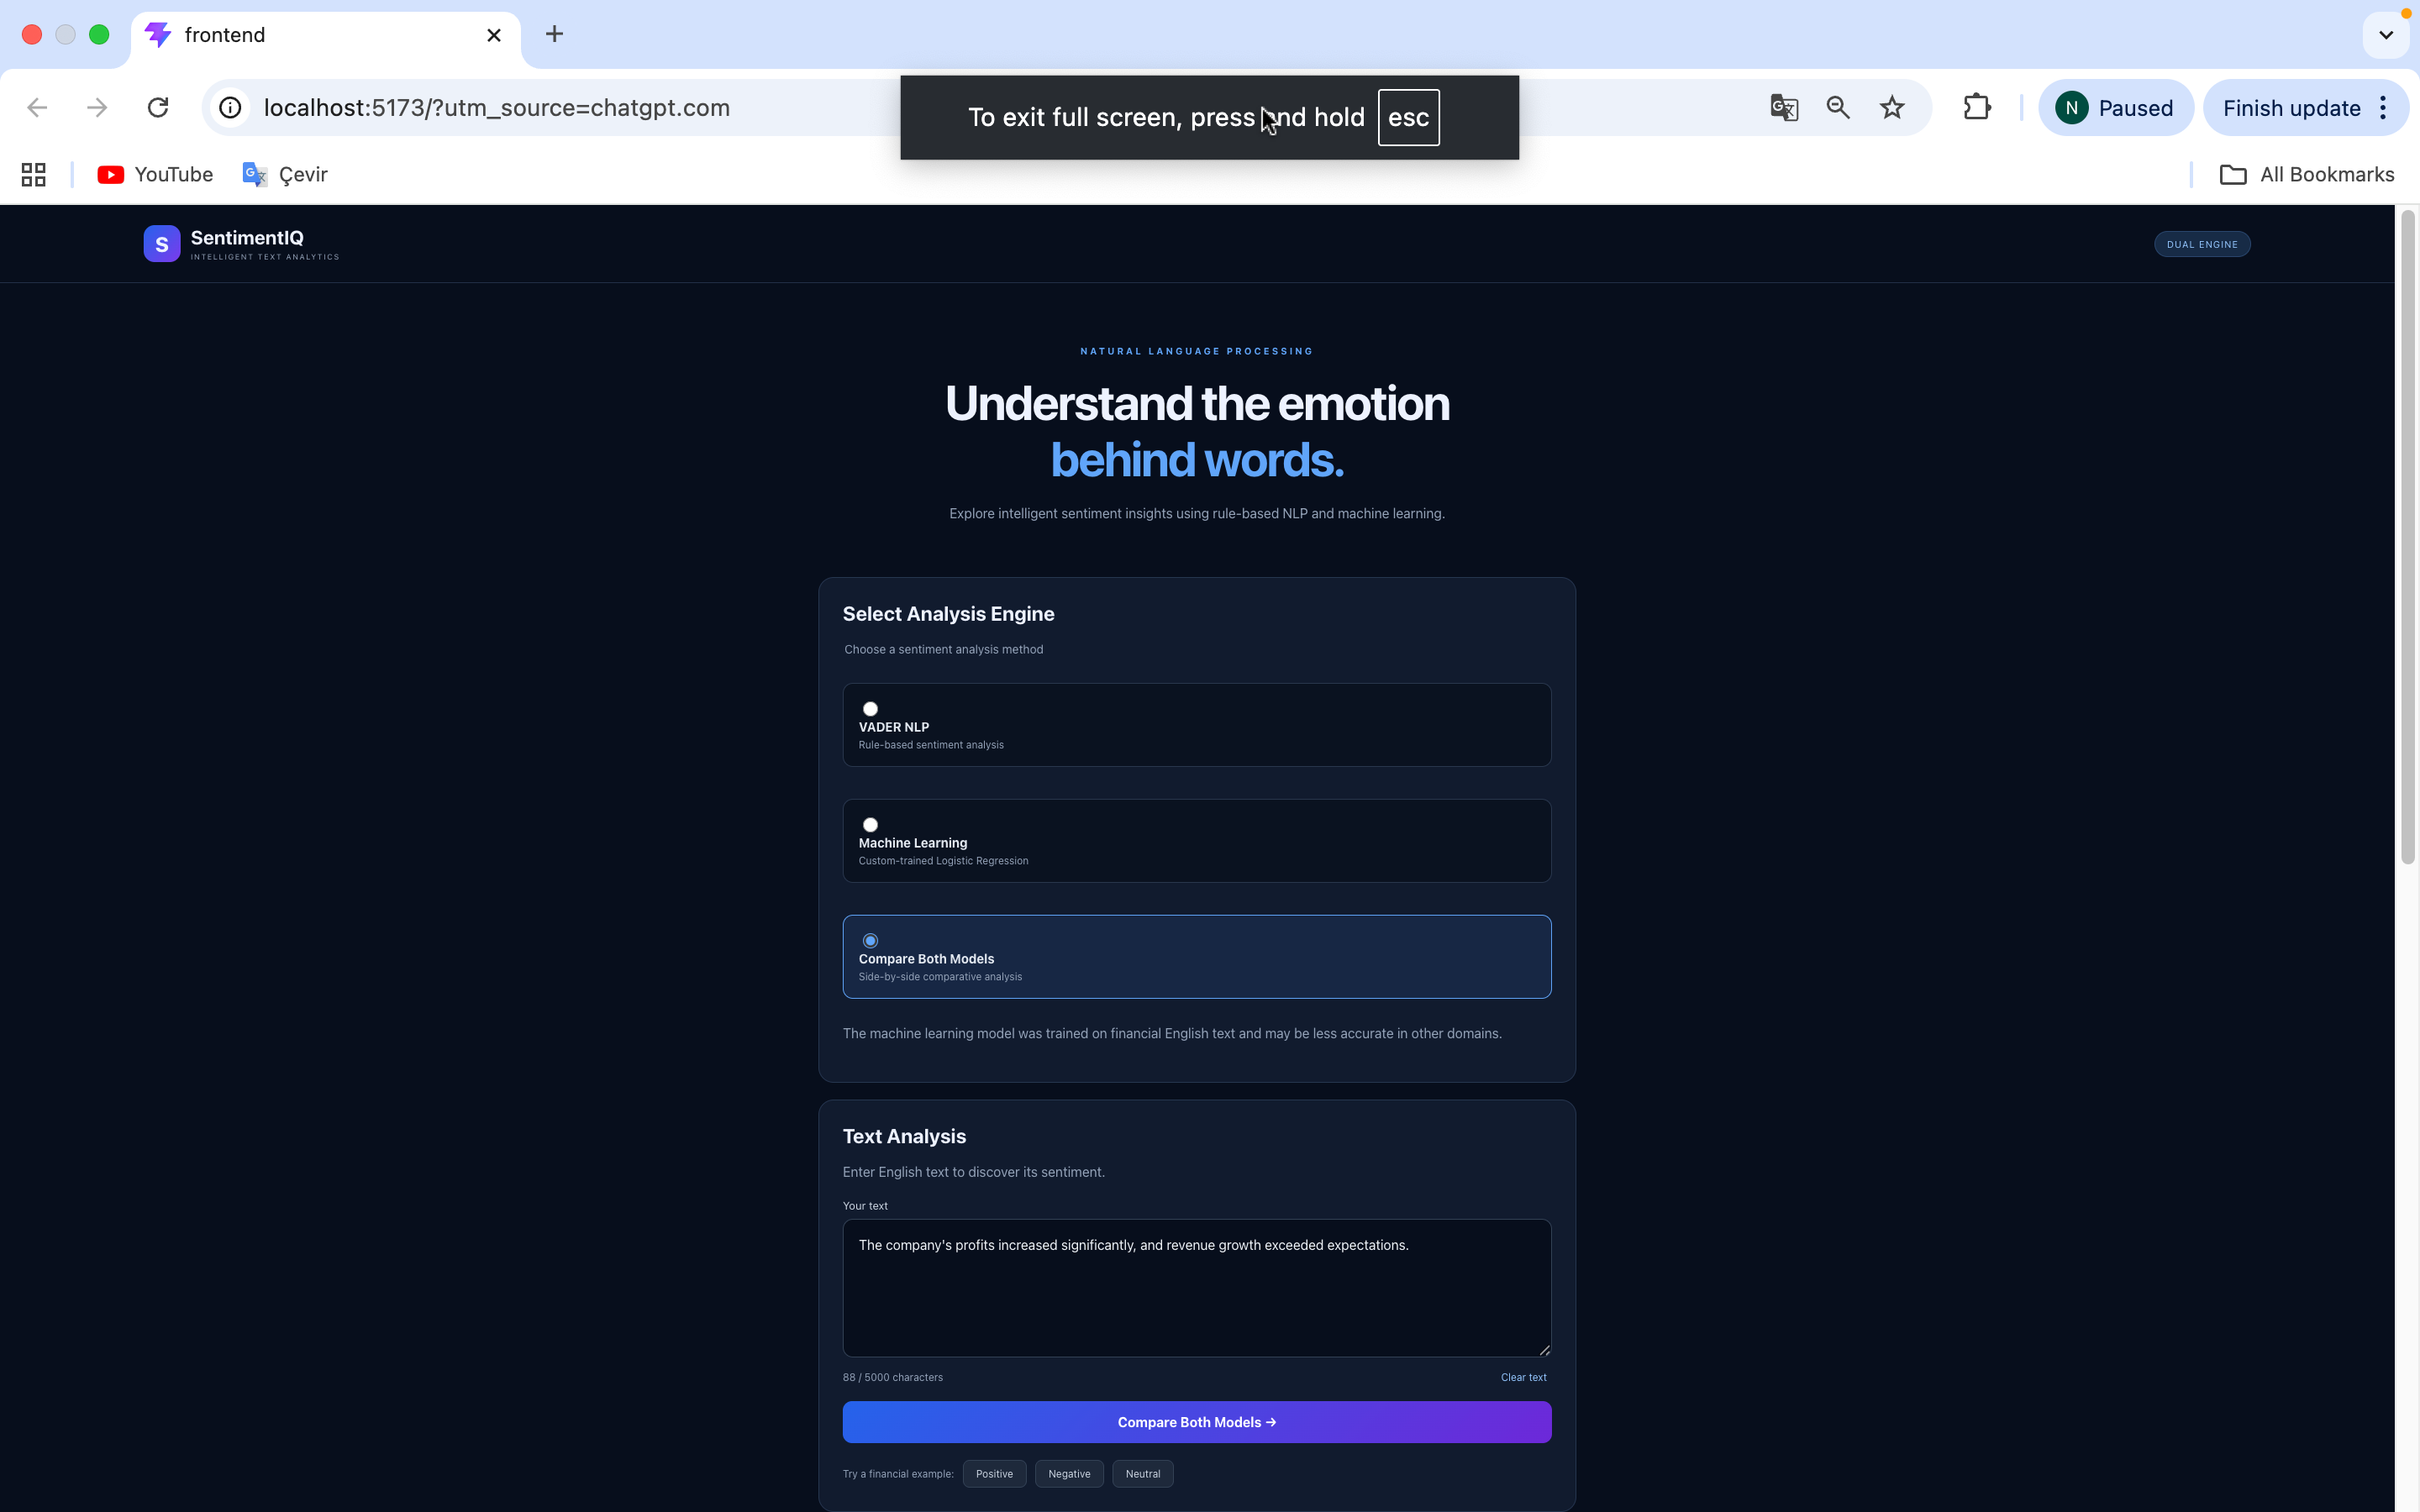 frontend
localhost:5173/?utm_source=chatgpt.com
To exit full screen, press and hold esc
N Paused
Finish update
YouTube
Çevir
All Bookmarks
S
SentimentIQ
INTELLIGENT TEXT ANALYTICS
DUAL ENGINE
NATURAL LANGUAGE PROCESSING
Understand the emotion
behind words.
Explore intelligent sentiment insights using rule-based NLP and machine learning.
Select Analysis Engine
Choose a sentiment analysis method
VADER NLP
Rule-based sentiment analysis
Machine Learning
Custom-trained Logistic Regression
Compare Both Models
Side-by-side comparative analysis
The machine learning model was trained on financial English text and may be less accurate in other domains.
Text Analysis
Enter English text to discover its sentiment.
Your text
The company's profits increased significantly, and revenue growth exceeded expectations.
88 / 5000 characters
Clear text
Compare Both Models →
Try a financial example: Positive Negative Neutral